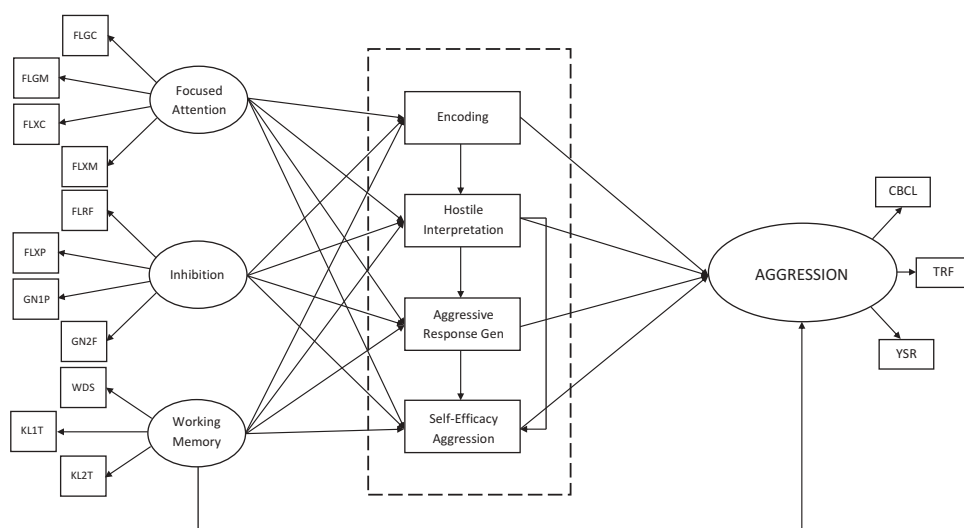 FLGC
FLGM
FLXC
FLXM
Focused
Attention
FLRF
FLXP
GN1P
GN2F
Inhibition
WDS
KL1T
KL2T
Working
Memory
Encoding
Hostile
Interpretation
Aggressive
Response Gen
Self-Efficacy
Aggression
AGGRESSION
CBCL
TRF
YSR